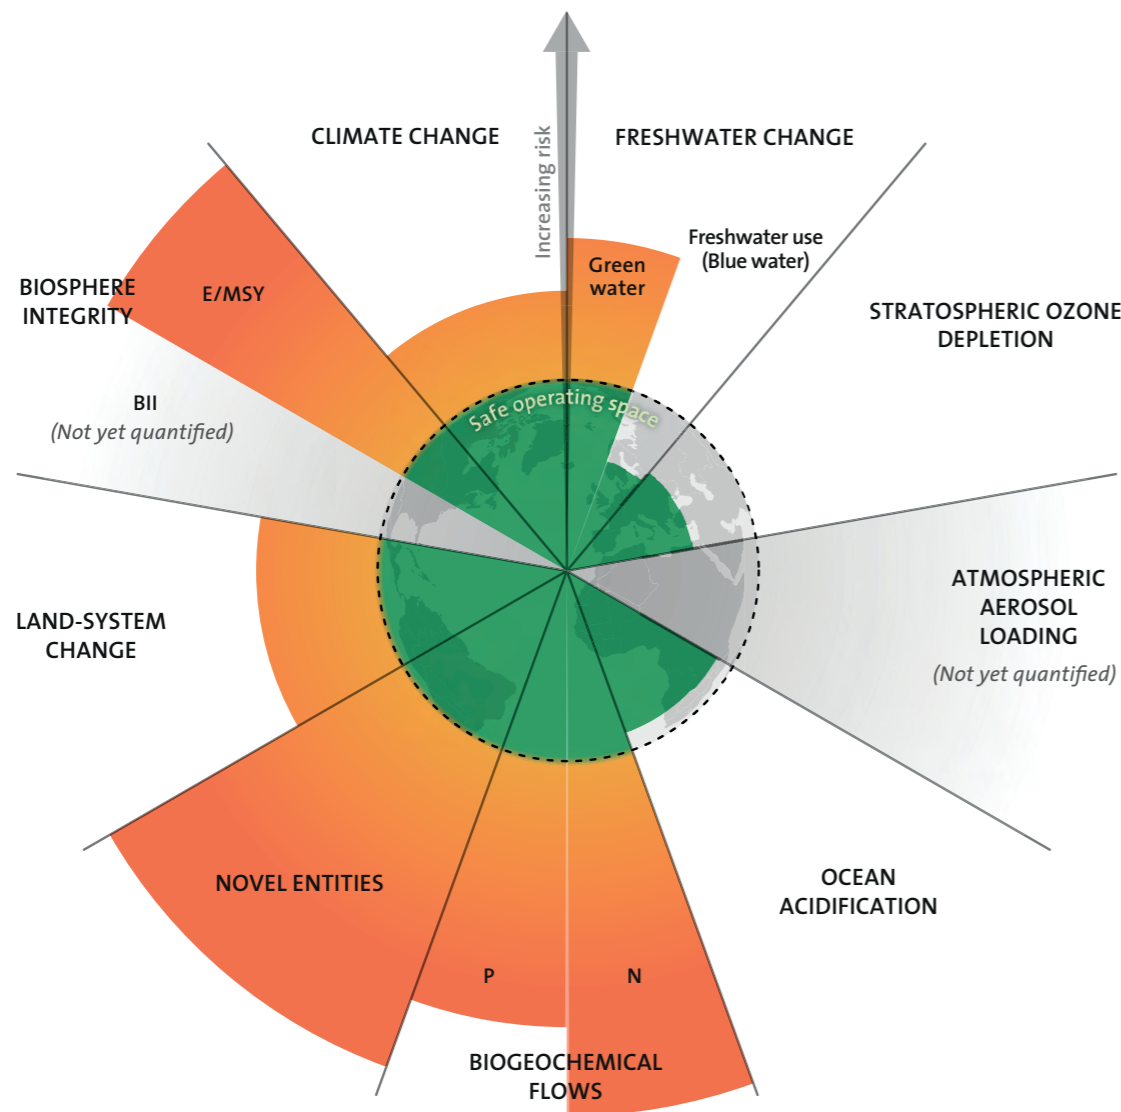 CLIMATE CHANGE
Increasing risk
FRESHWATER CHANGE
Freshwater use
(Blue water)
Green
water
STRATOSPHERIC OZONE
DEPLETION
BIOSPHERE
INTEGRITY
E/MSY
BII
(Not yet quantified)
Safe operating space
ATMOSPHERIC
AEROSOL
LOADING
(Not yet quantified)
LAND-SYSTEM
CHANGE
NOVEL ENTITIES
OCEAN
ACIDIFICATION
P
N
BIOGEOCHEMICAL
FLOWS